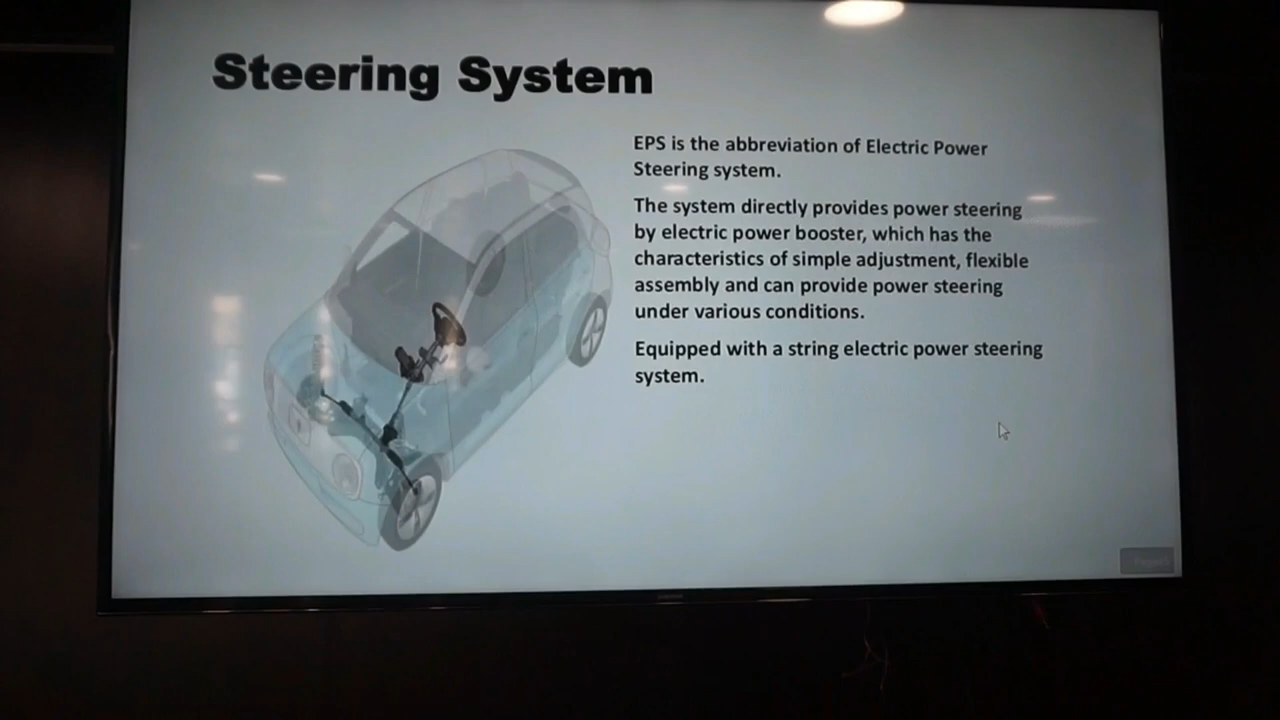 Steering System
EPS is the abbreviation of Electric Power
Steering system.
The system directly provides power steering
by electric power booster, which has the
characteristics of simple adjustment, flexible
assembly and can provide power steering
under various conditions.
Equipped with a string electric power steering
system.